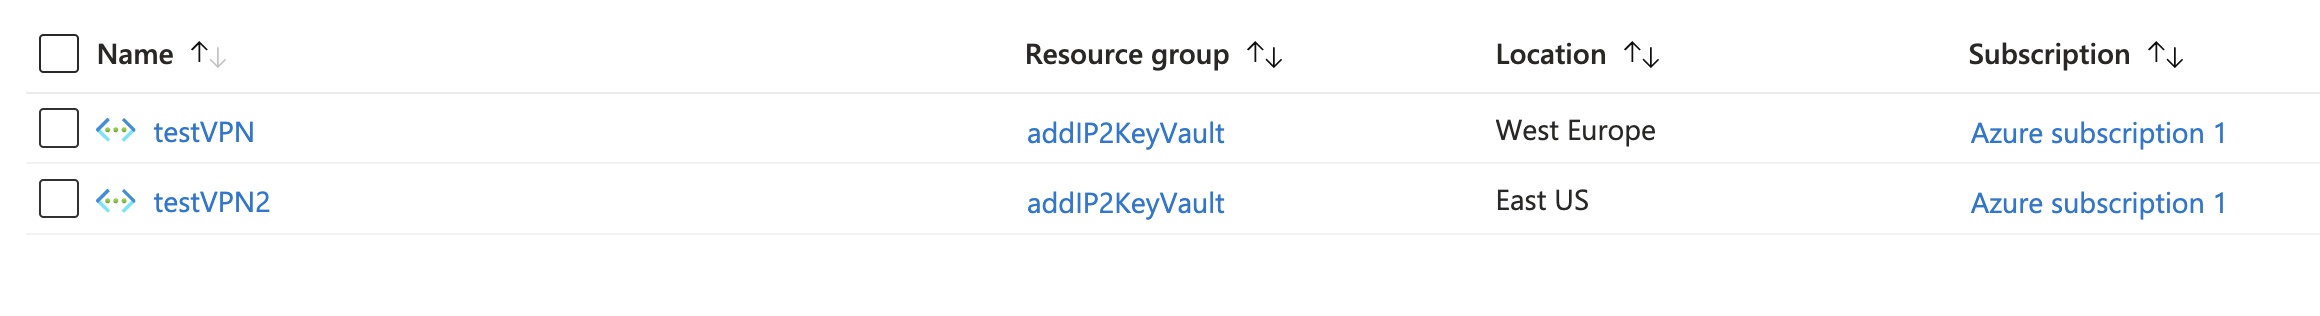 Name Resource group Location Subscription
testVPN addIP2KeyVault West Europe Azure subscription 1
testVPN2 addIP2KeyVault East US Azure subscription 1